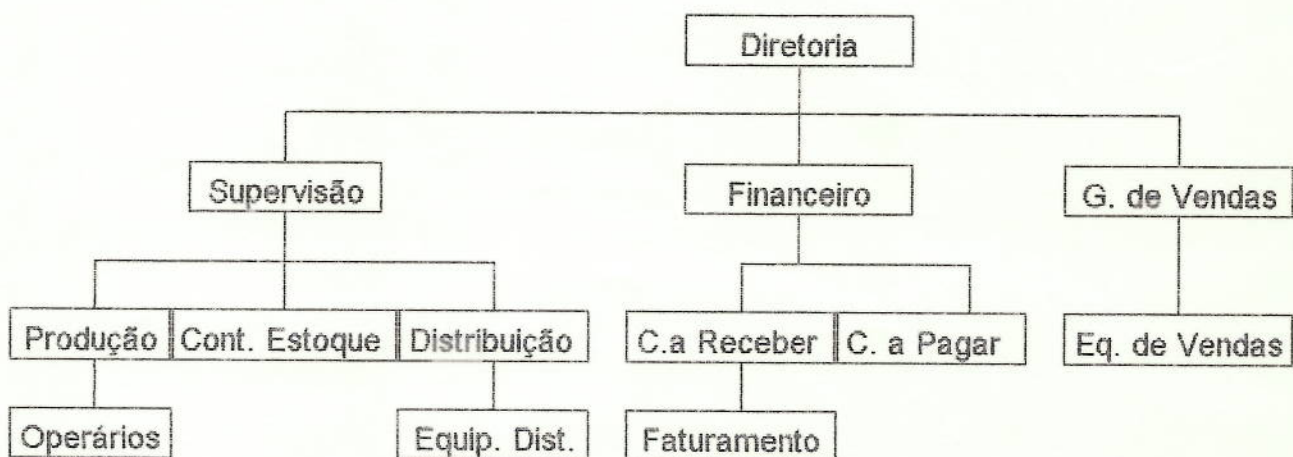 Diretoria
Supervisão
Financeiro
G. de Vendas
Produção
Cont. Estoque
Distribuição
C.a Receber
C. a Pagar
Eq. de Vendas
Operários
Equip. Dist.
Faturamento